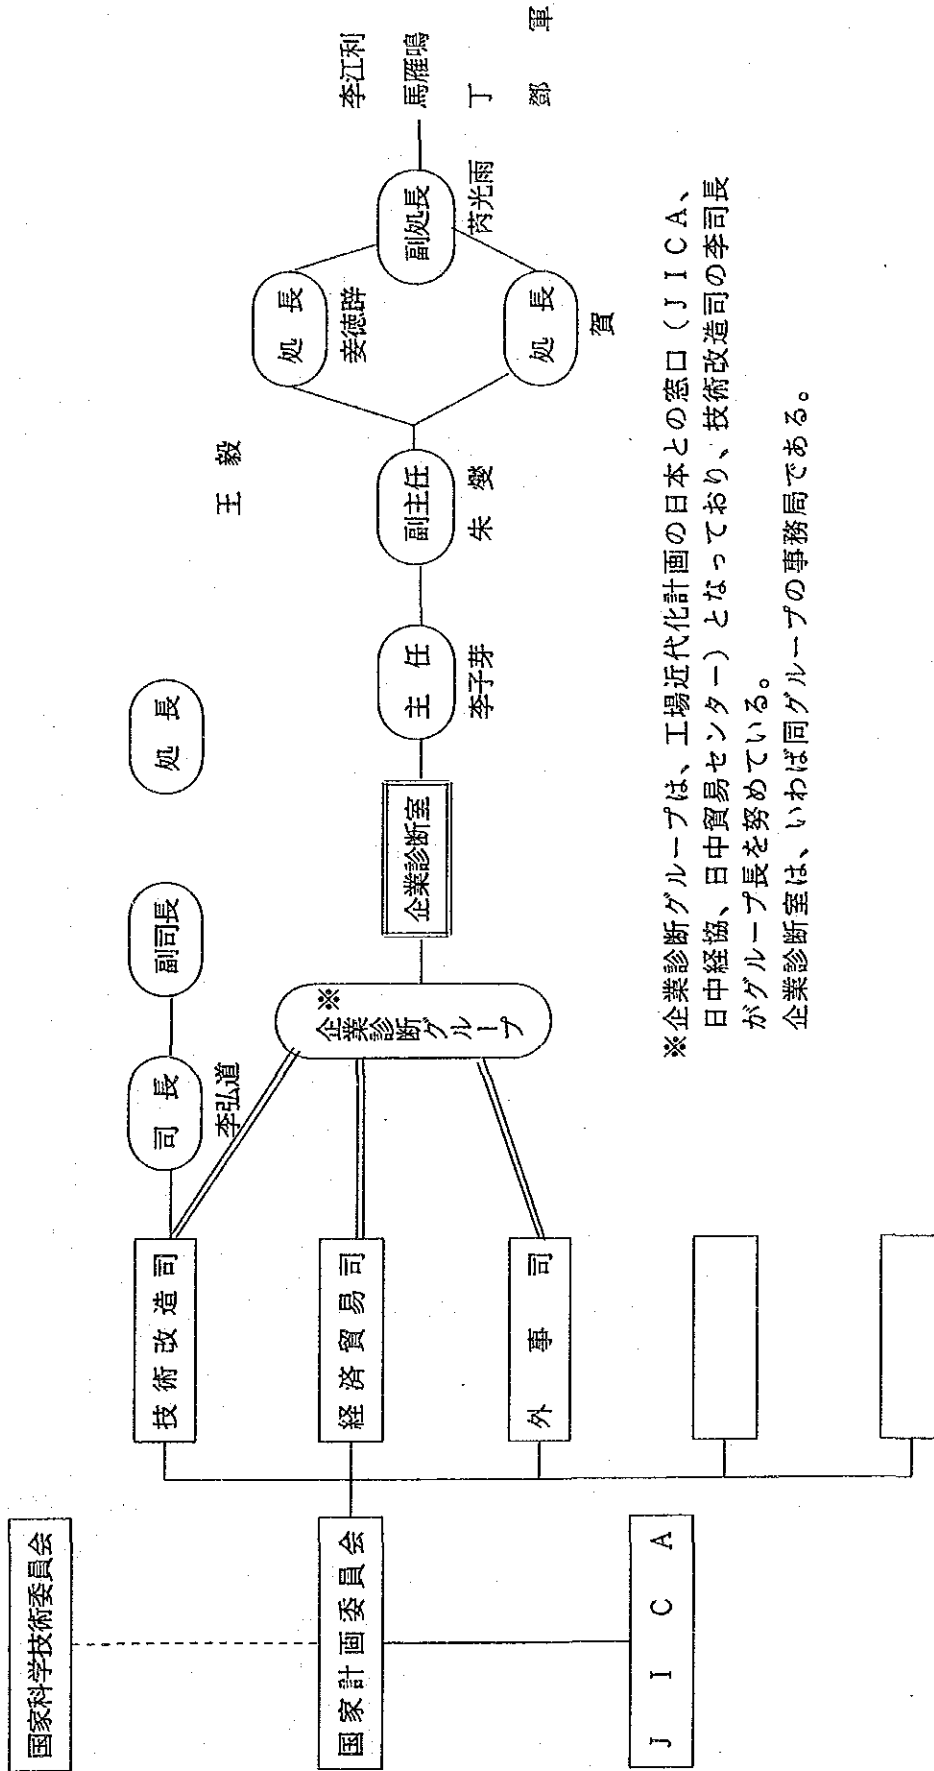 国家科学技術委員会
国家計画委員会
JICA
技術改造司
経済貿易司
外事司
司長
李弘道
副司長
処長
※
企業診断グループ
企業診断室
主任
李子芽
副主任
朱燮
王毅
処長
姜徳辟
処長
賀
副処長
芮光雨
李江利
馬雁鳴
丁
鄧軍
※企業診断グループは、工場近代化計画の日本との窓口(JICA、
日中経協、日中貿易センター)となっており、技術改造司の李司長
がグループ長を努めている。
企業診断室は、いわば同グループの事務局である。